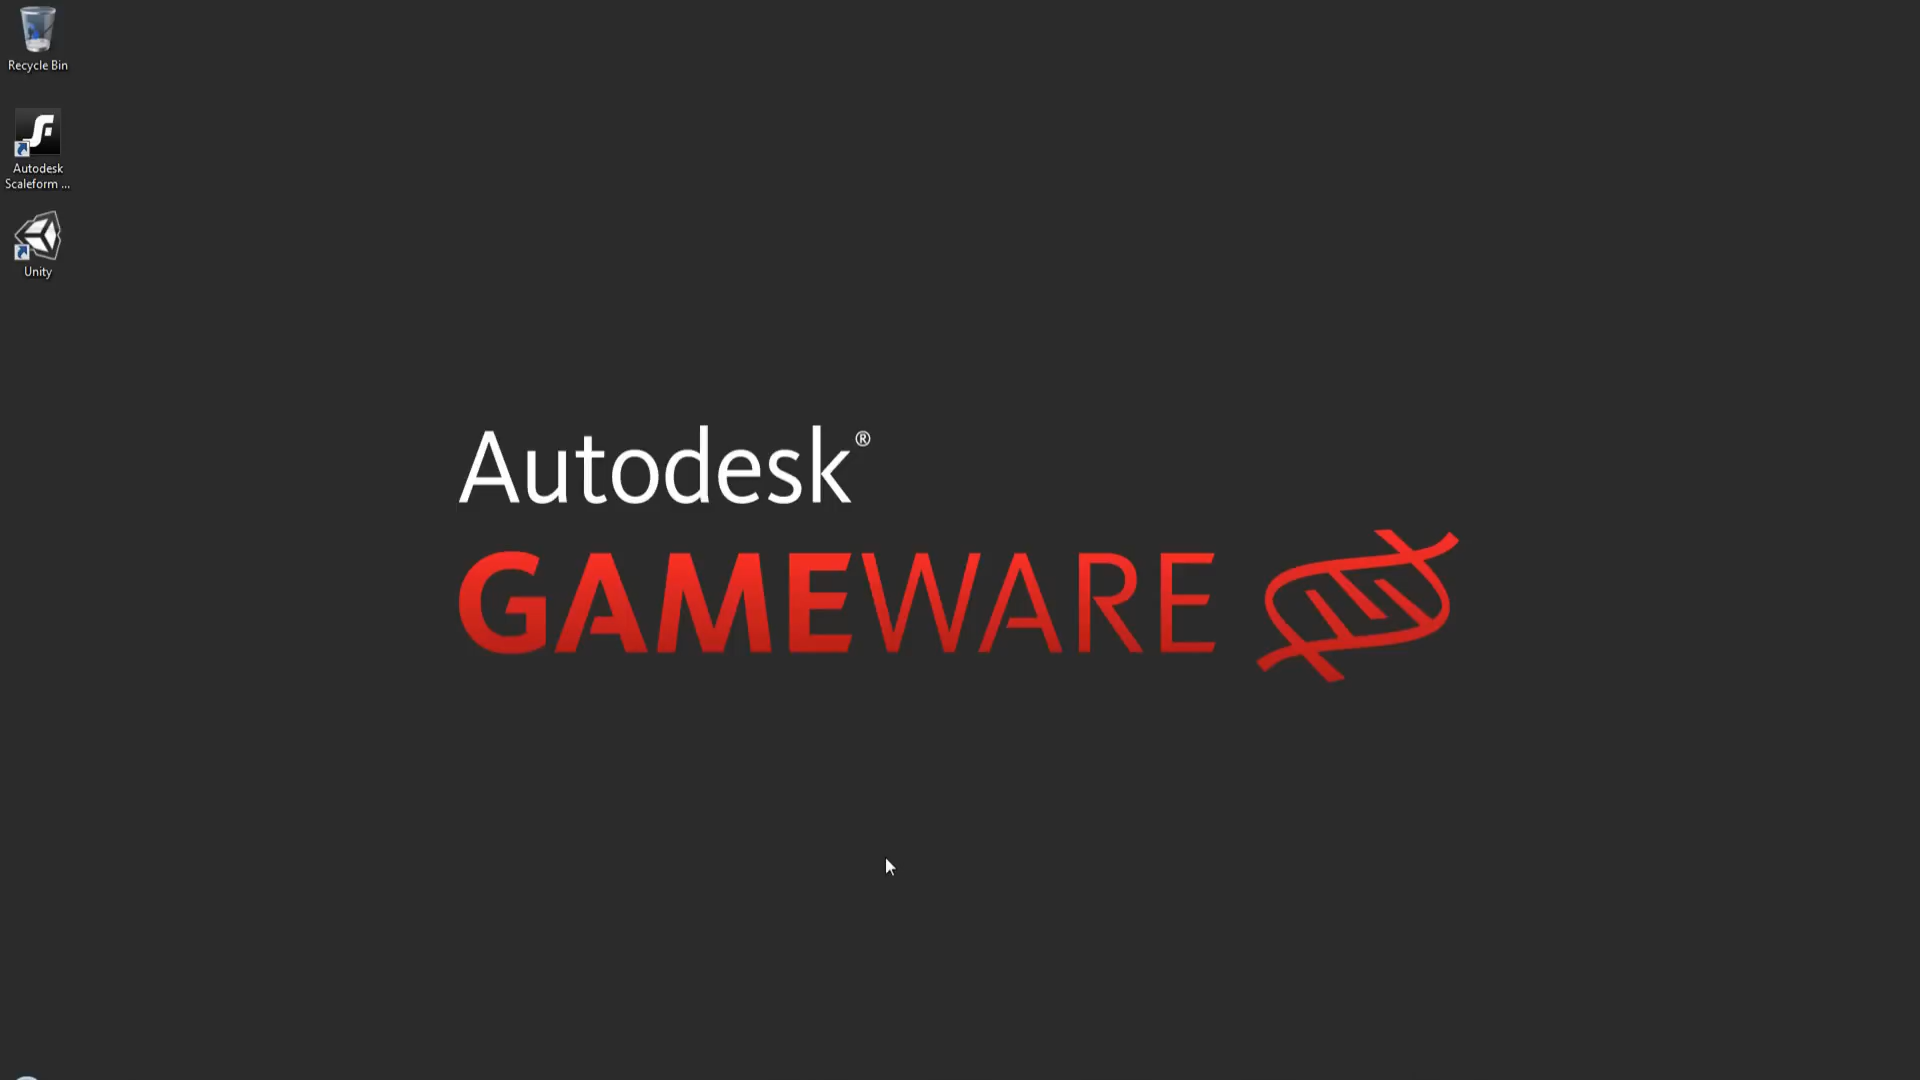 Recycle Bin
Autodesk
Scaleform ...
Unity
Autodesk®
GAMEWARE